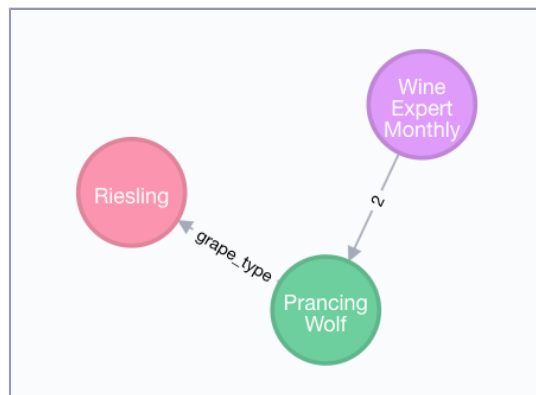 Wine
Expert
Monthly
Riesling
2
grape_type
Prancing
Wolf